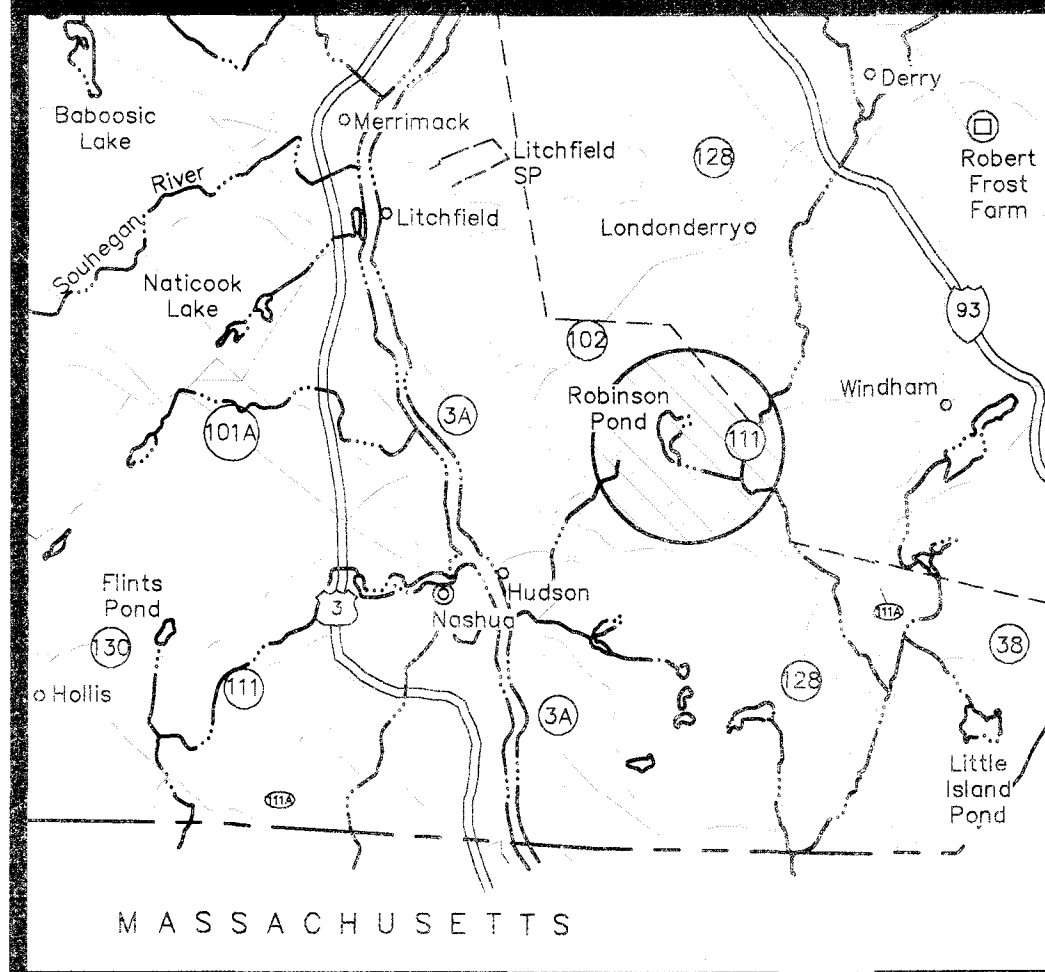 Derry
Baboosic
Lake
Merrimack
Litchfield
SP
128
Robert
Frost
Farm
River
Souhegan
Litchfield
Londonderry
Naticook
Lake
93
102
Robinson
Pond
Windham
3A
101A
111
Flints
Pond
3
Hudson
Nashua
111A
130
38
Hollis
111
128
3A
Little
Island
Pond
111A
MASSACHUSETTS